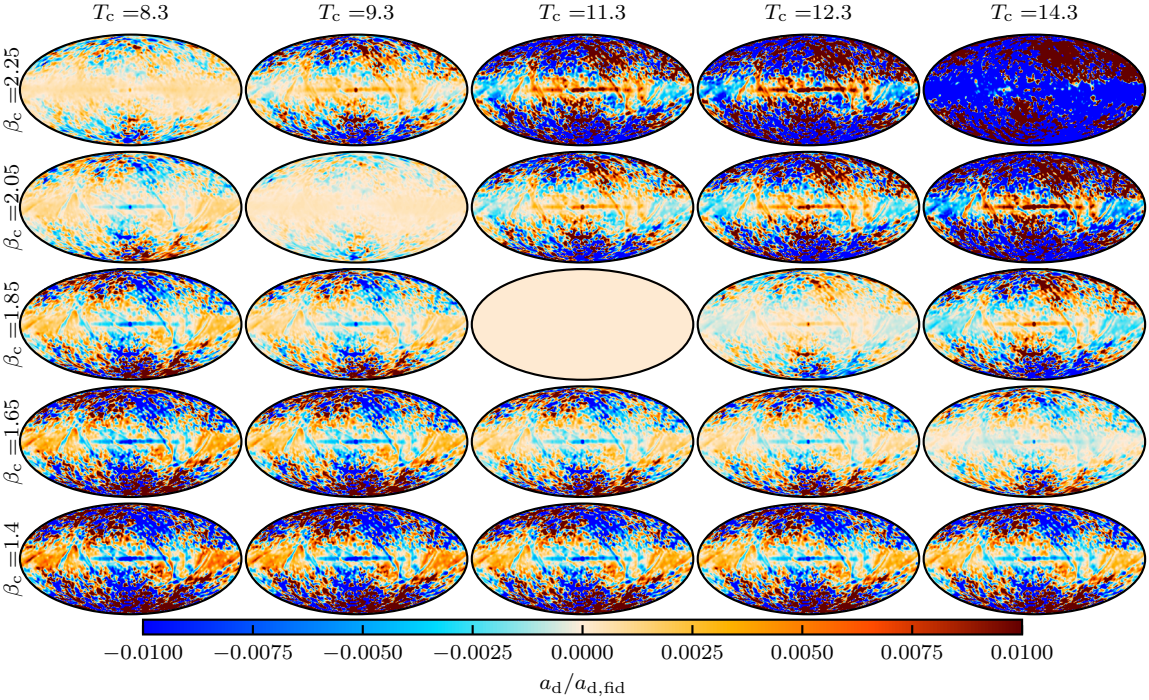 T_c =8.3 T_c =9.3 T_c =11.3 T_c =12.3 T_c =14.3
β_c =2.25
β_c =2.05
β_c =1.85
β_c =1.65
β_c =1.4
−0.0100 −0.0075 −0.0050 −0.0025 0.0000 0.0025 0.0050 0.0075 0.0100
a_d/a_d,fid